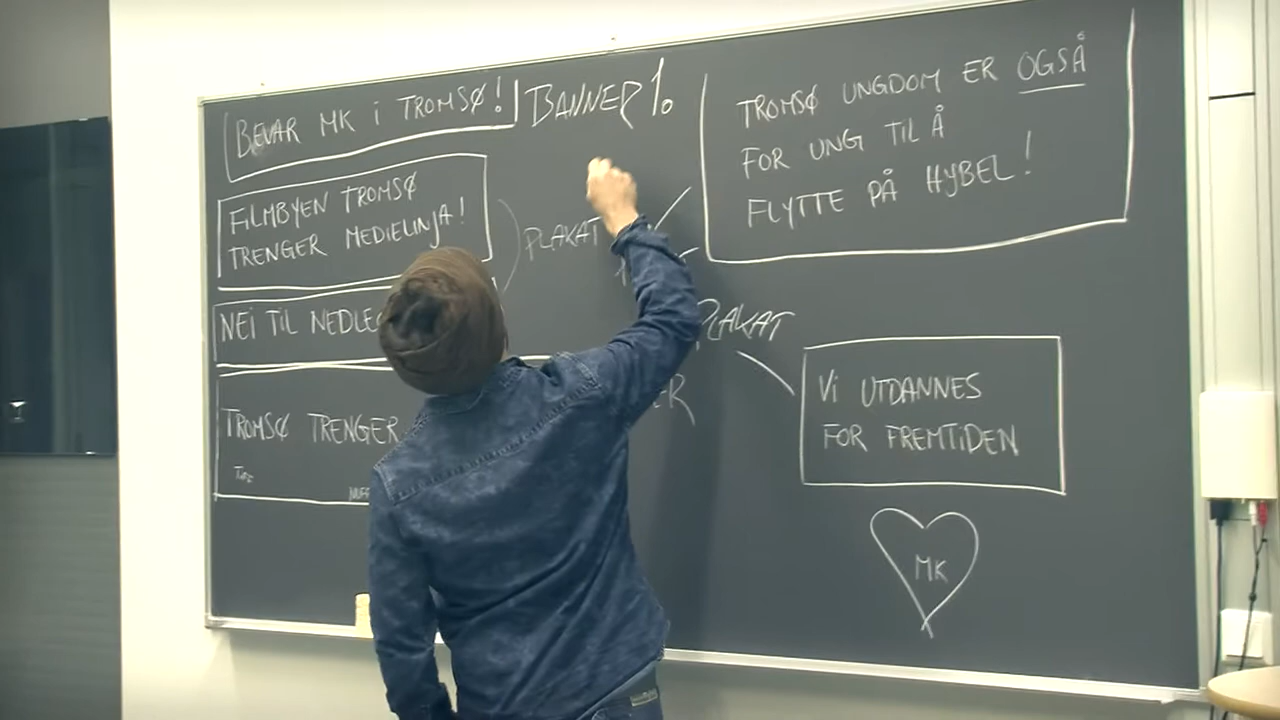 BEVAR MK i TROMSØ!
BANNER 1.
FILMBYEN TROMSØ
TRENGER MEDIELINJA!
PLAKAT
NEI TIL
TROMSØ TRENGER
TROMSØ UNGDOM ER OGSÅ
FOR UNG TIL Å
FLYTTE PÅ HYBEL!
PLAKAT
Vi UTDANNES
FOR FREMTIDEN
MK